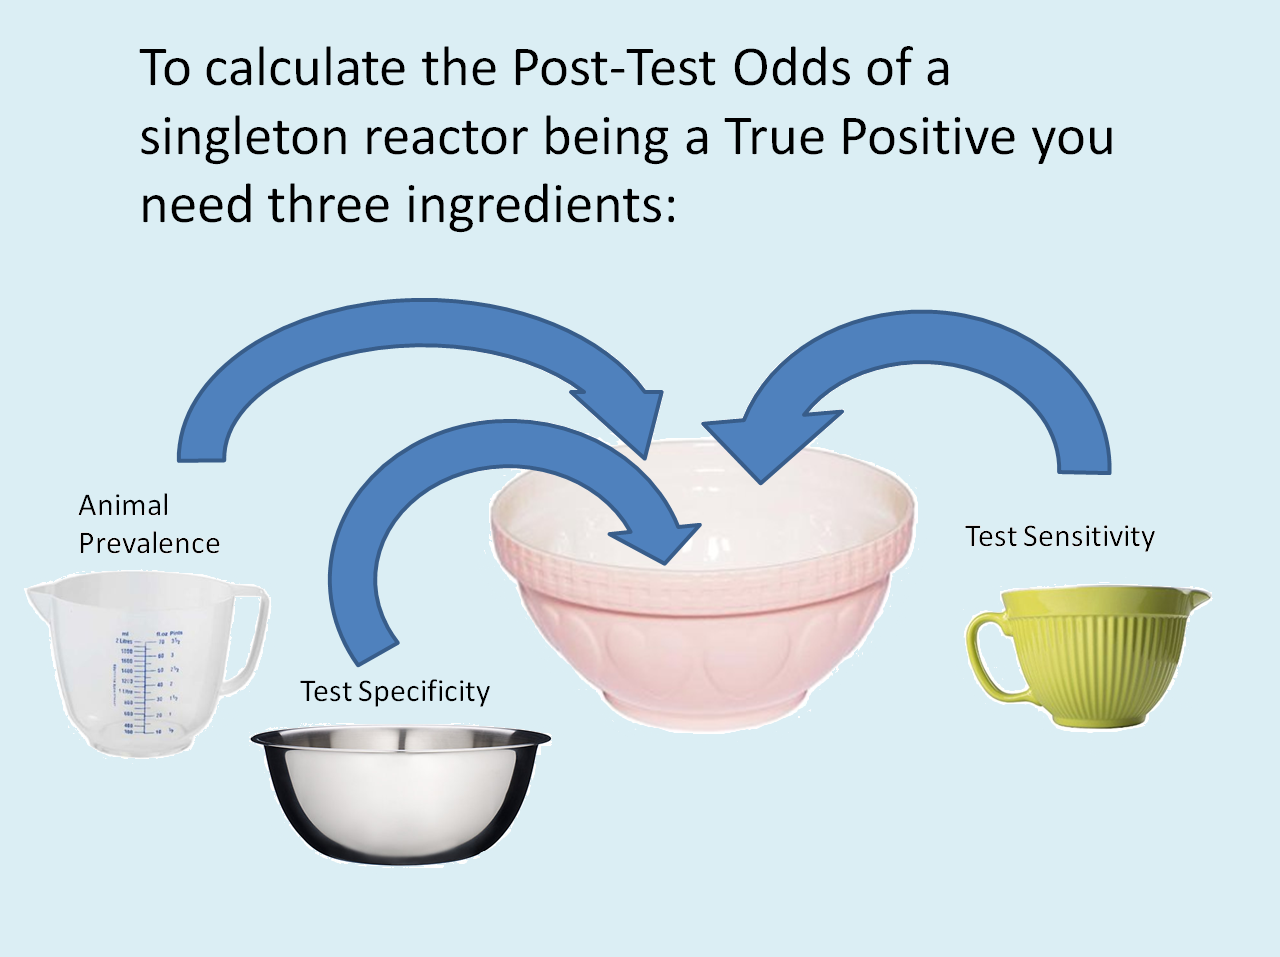 To calculate the Post-Test Odds of a
singleton reactor being a True Positive you
need three ingredients:
Animal
Prevalence
Test Sensitivity
Test Specificity